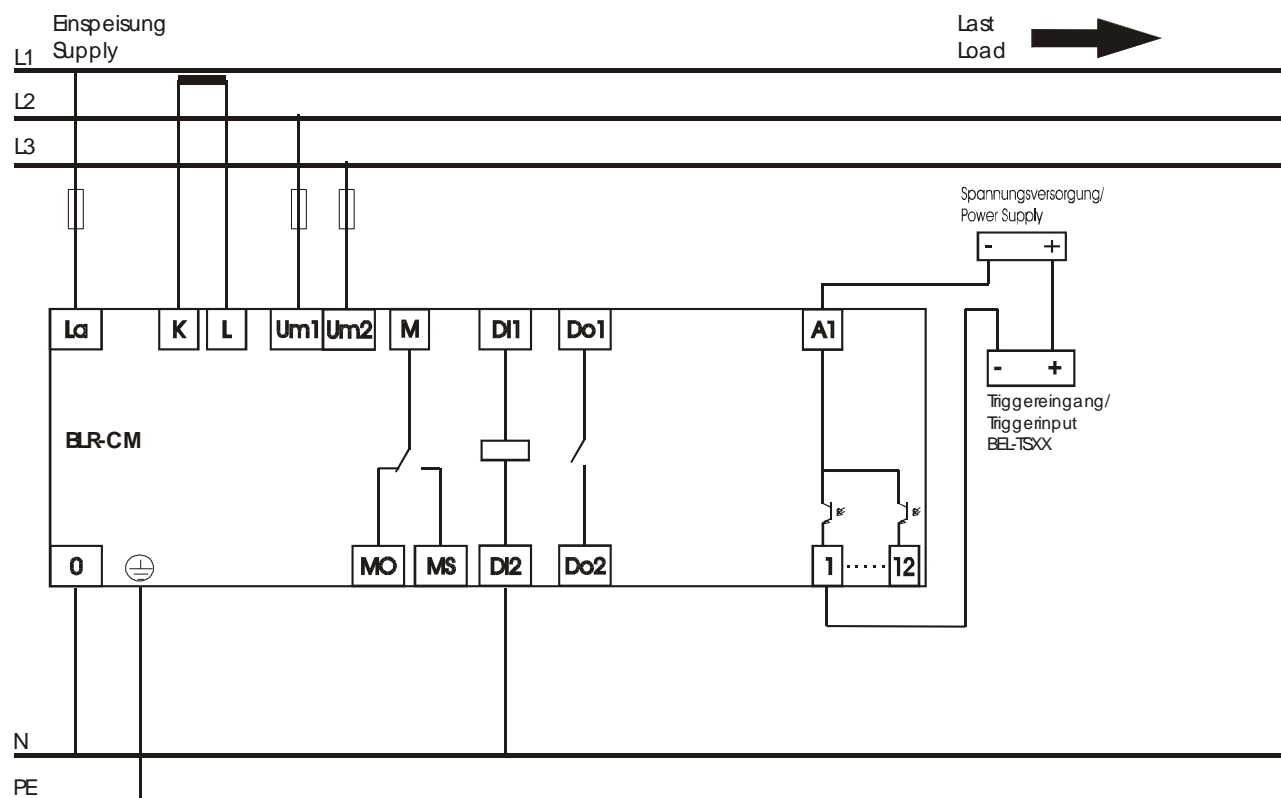 Einspeisung
Supply
Last
Load
L1
L2
L3
Spannungsversorgung/
Power Supply
- +
La K L Um1 Um2 M DI1 Do1 A1
- +
Triggereingang/
Triggerinput
BEL-TSXX
BLR-CM
0 MO MS DI2 Do2 1 ..... 12
N
PE